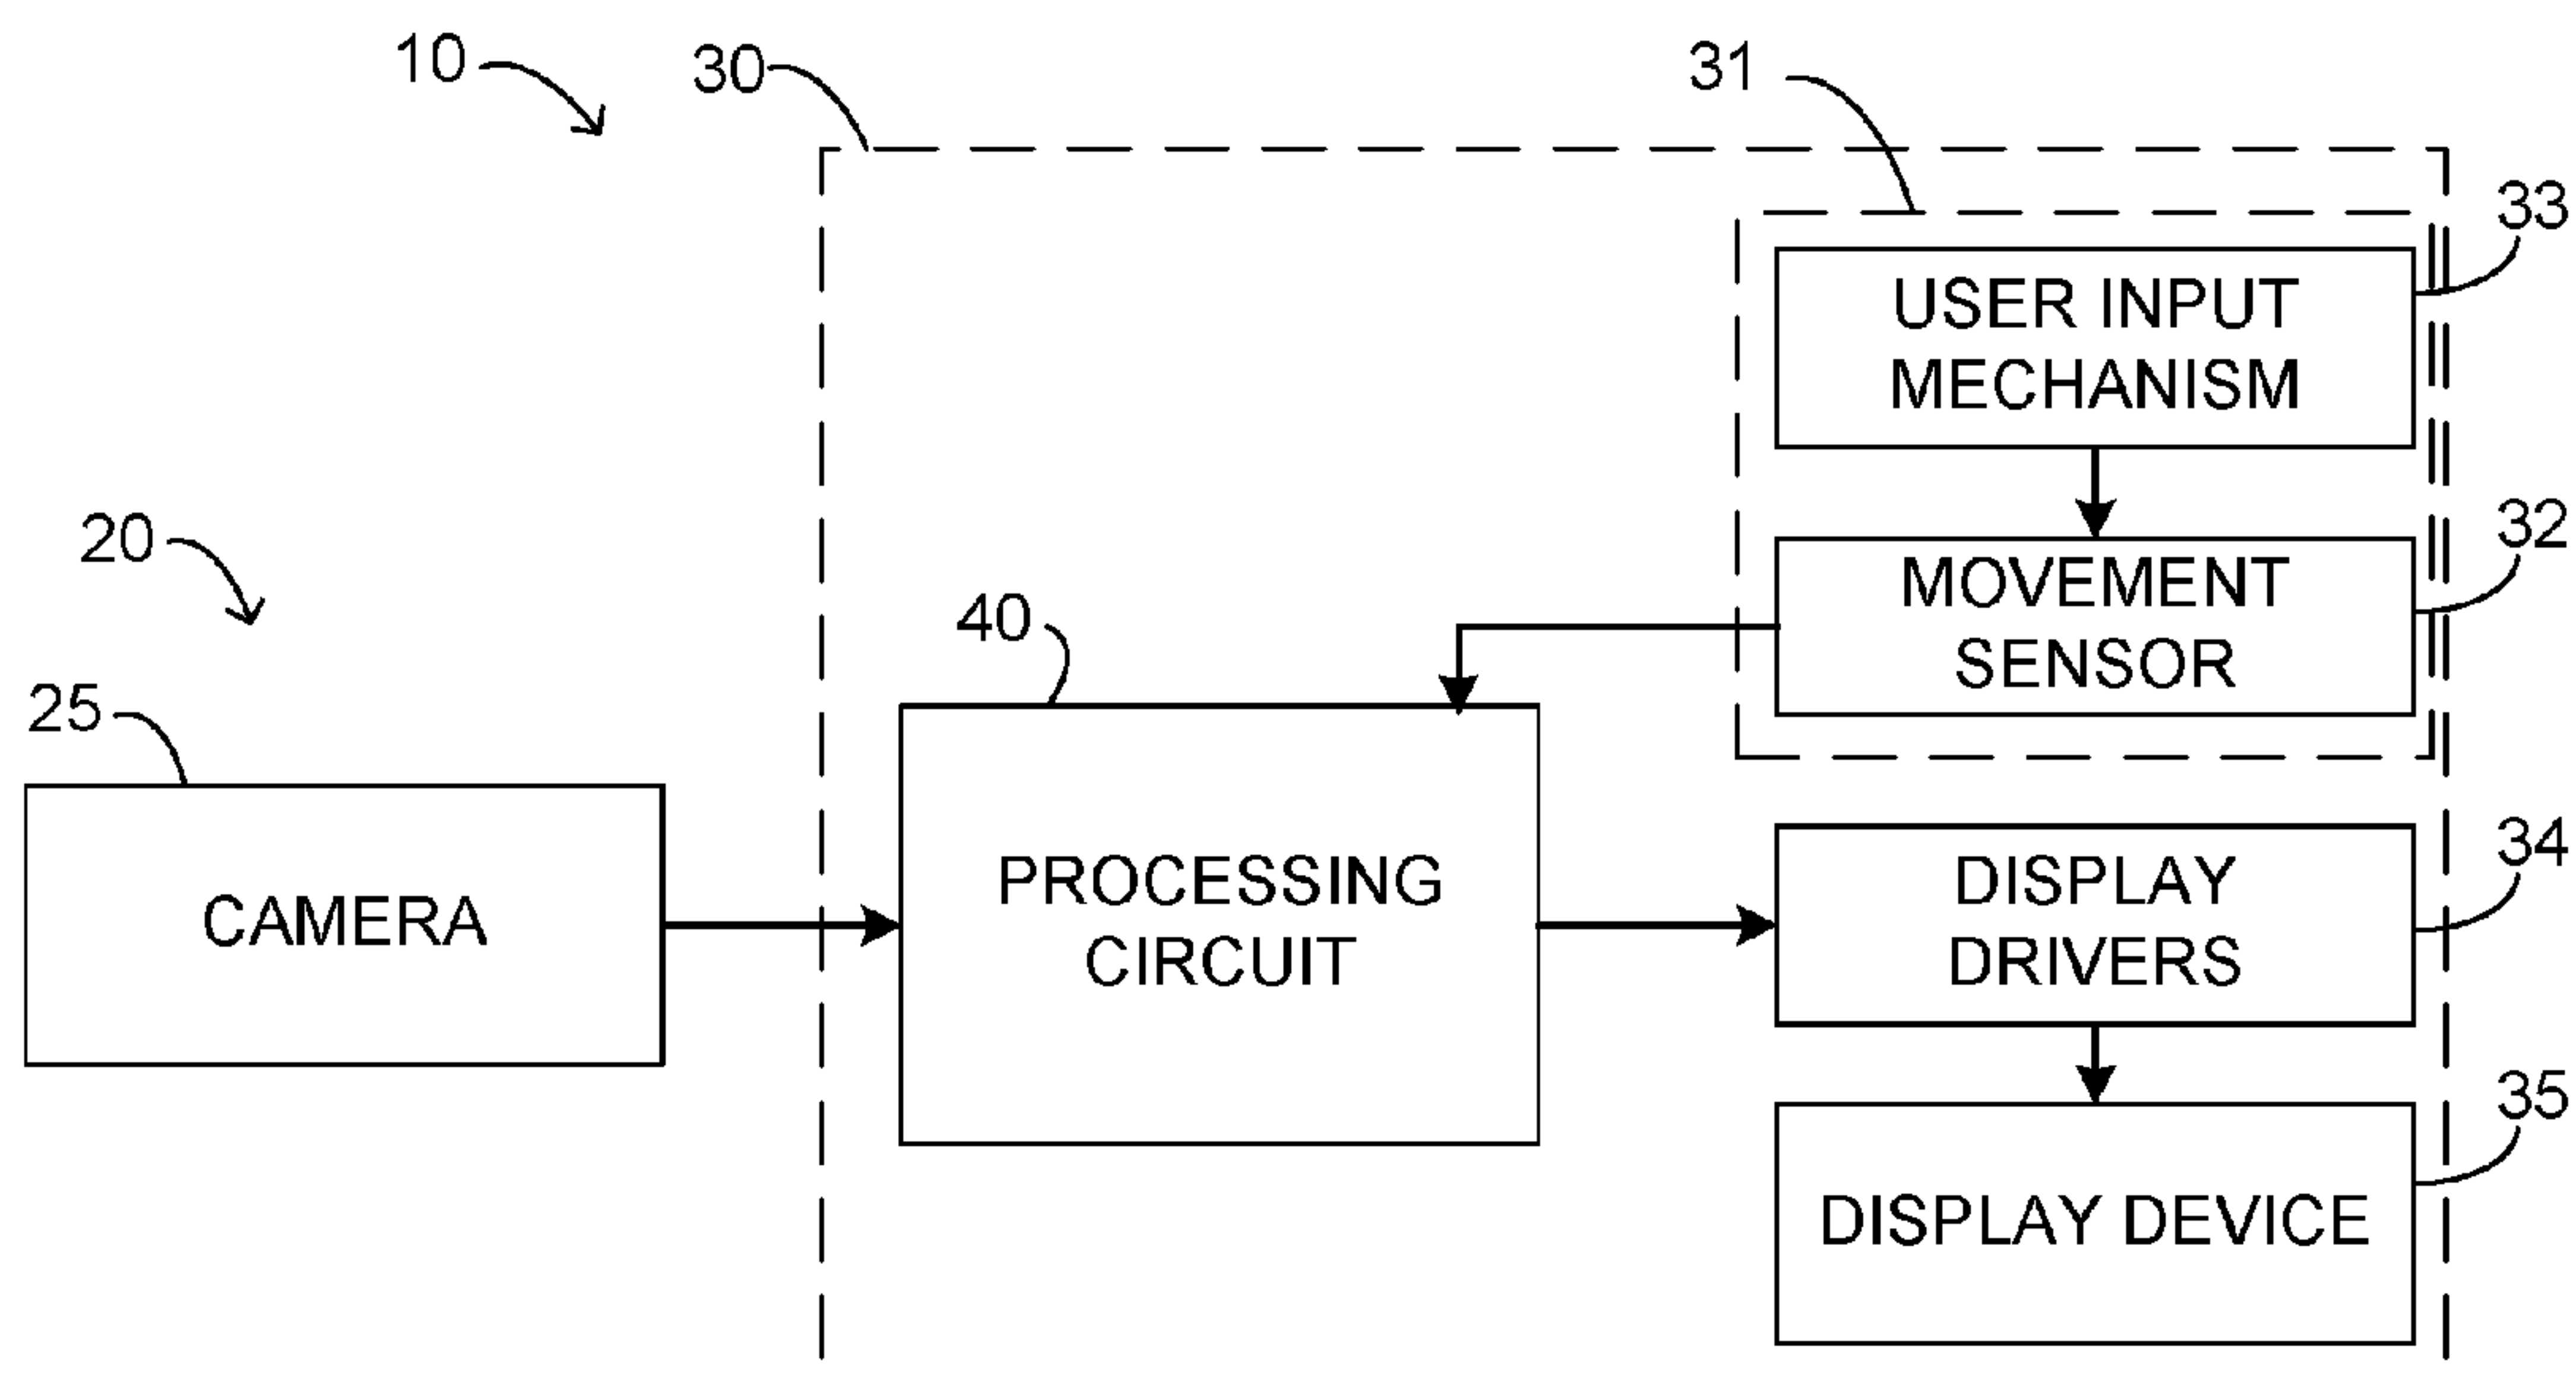 10
30
31
33
USER INPUT
MECHANISM
20
32
MOVEMENT
SENSOR
40
25
CAMERA
PROCESSING
CIRCUIT
34
DISPLAY
DRIVERS
35
DISPLAY DEVICE